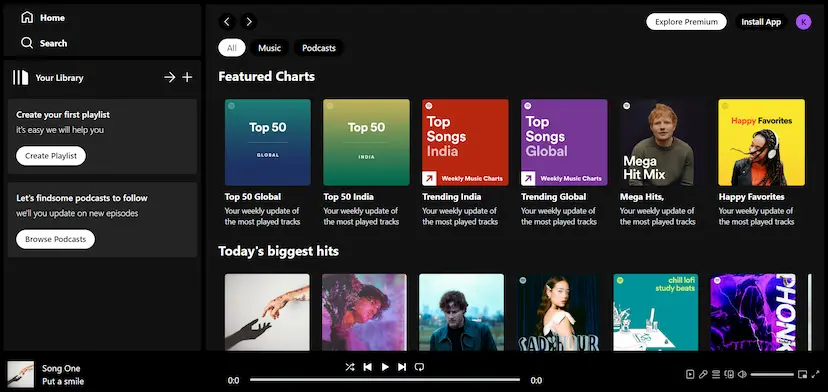 Home
Search
Your Library
Create your first playlist
it's easy we will help you
Create Playlist
Let's findsome podcasts to follow
we'll you update on new episodes
Browse Podcasts
Explore Premium
Install App
K
All
Music
Podcasts
Featured Charts
Top 50
GLOBAL
Top 50
INDIA
Top
Songs
India
Weekly Music Charts
Top
Songs
Global
Weekly Music Charts
Mega
Hit Mix
Happy Favorites
Top 50 Global
Your weekly update of
the most played tracks
Top 50 India
Your weekly update of
the most played tracks
Trending India
Your weekly update of
the most played tracks
Trending Global
Your weekly update of
the most played tracks
Mega Hits,
Your weekly update of
the most played tracks
Happy Favorites
Your weekly update of
the most played tracks
Today's biggest hits
chill lofi
study beats
PHONK
Song One
Put a smile
0:0
0:0